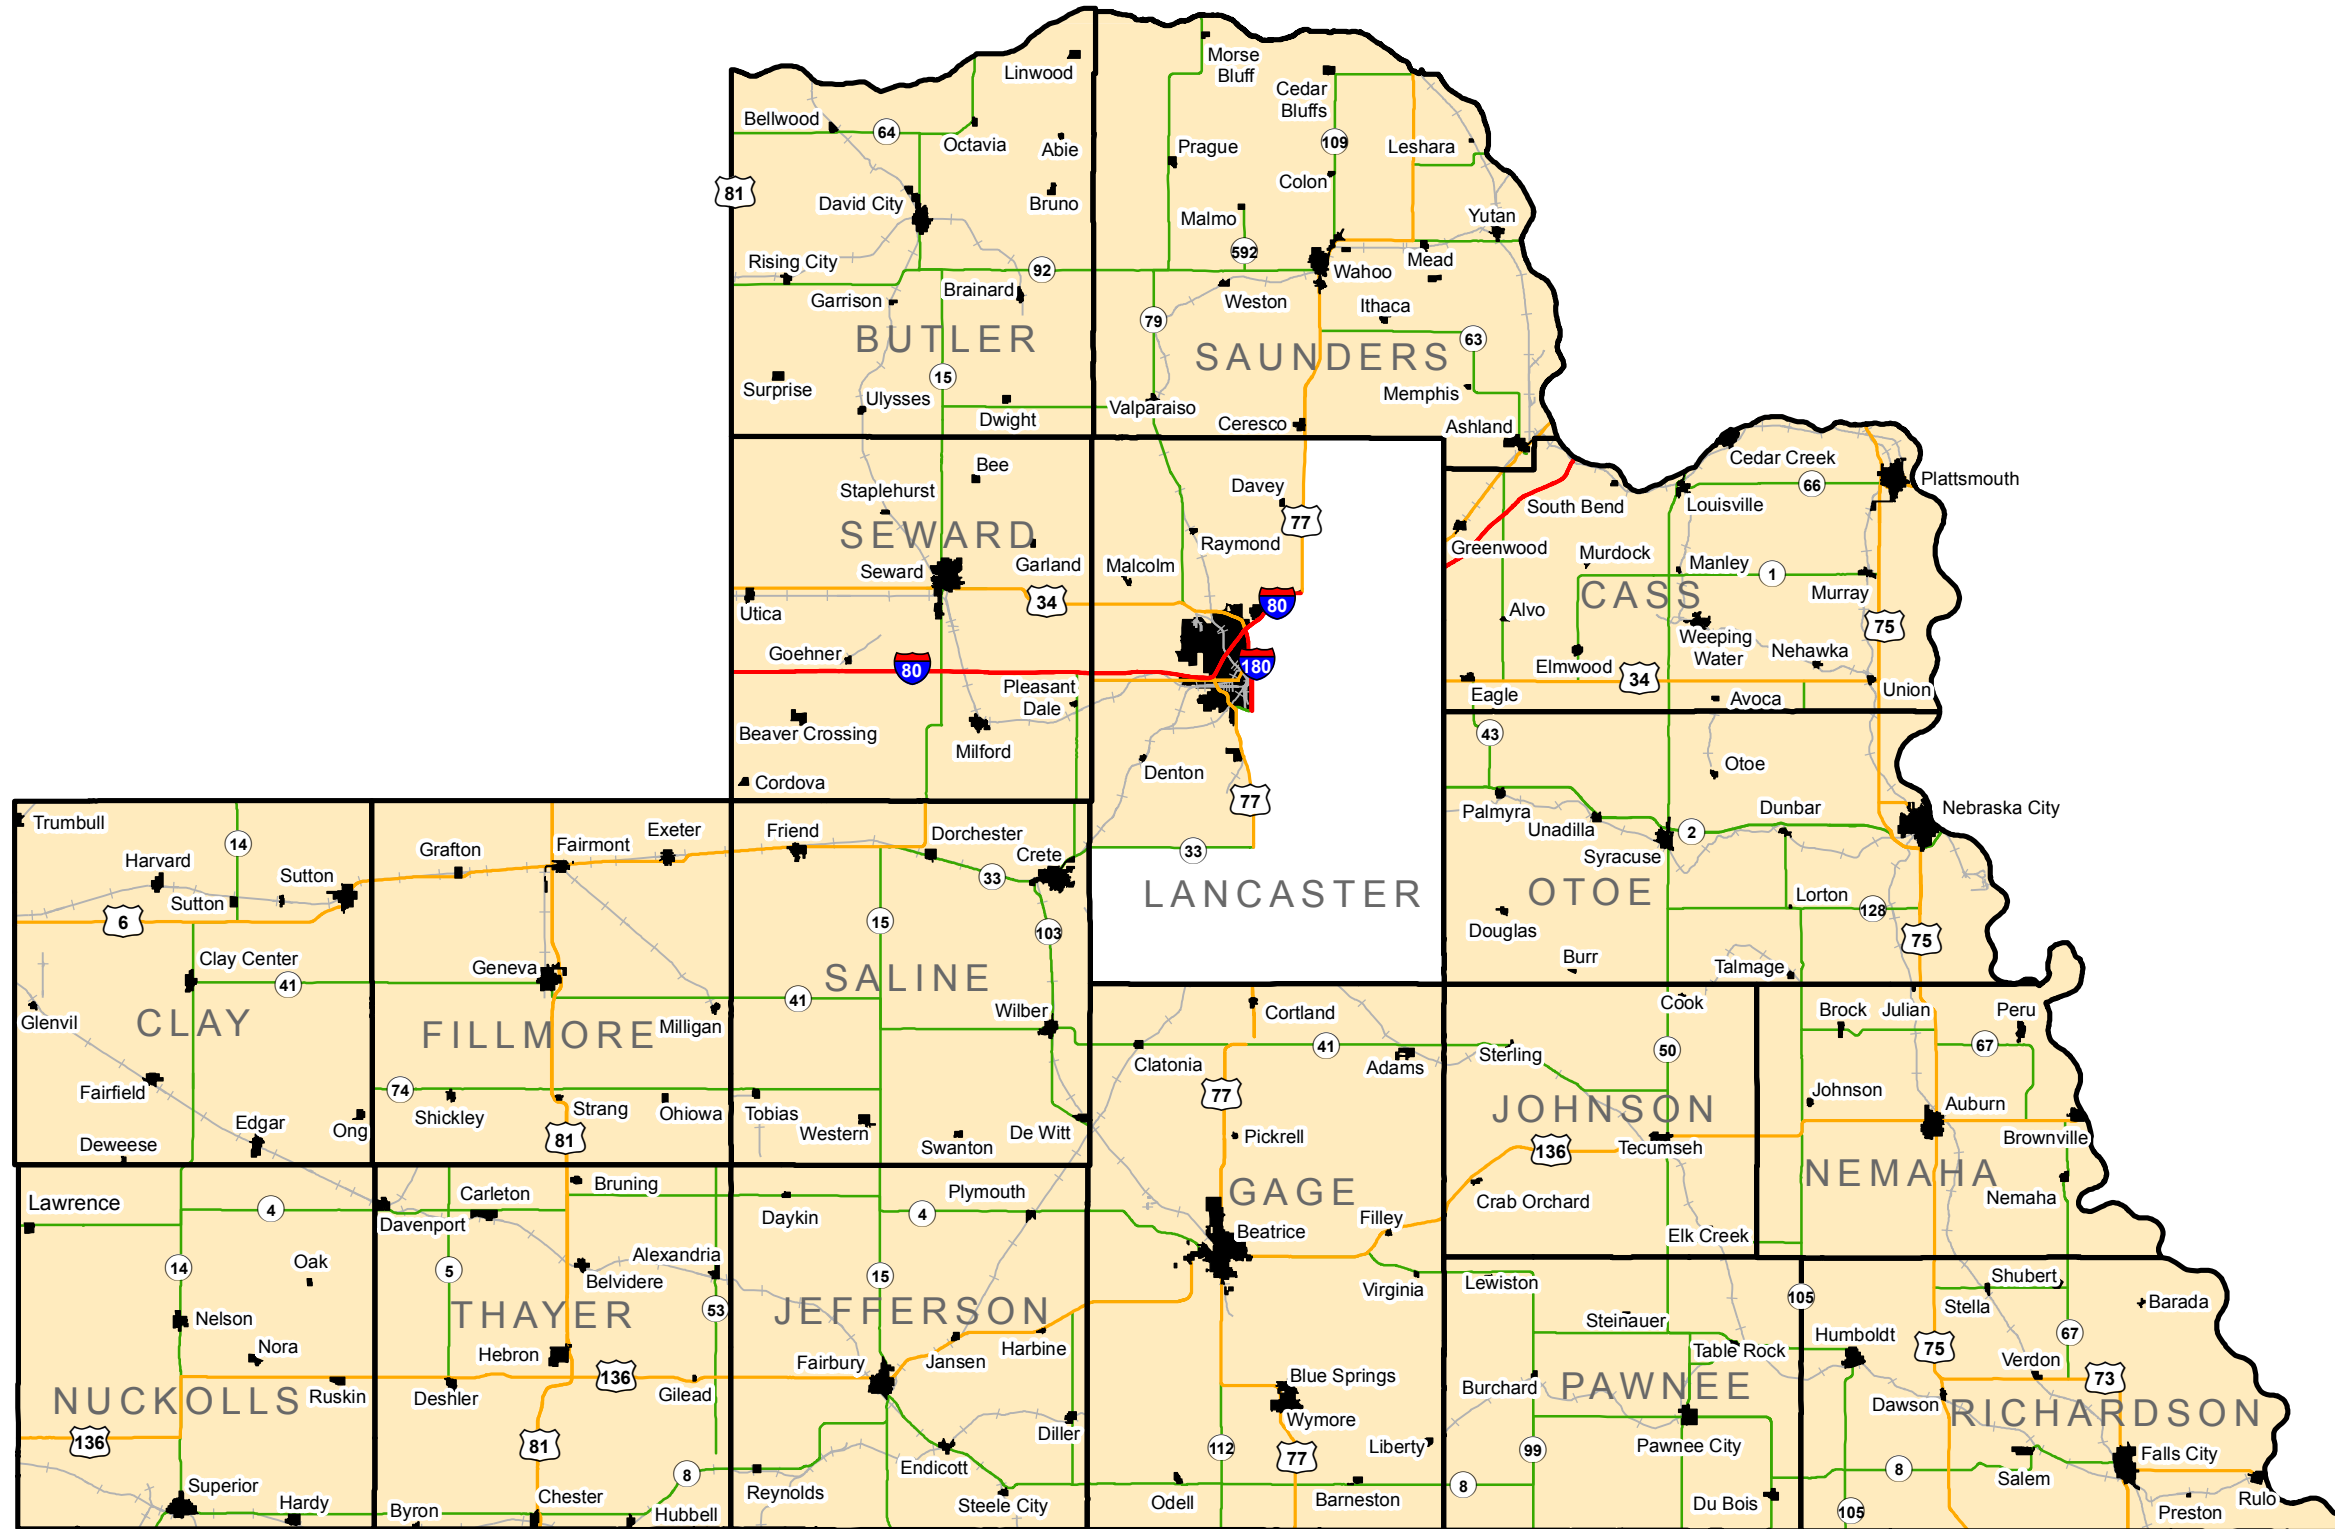 Linwood
Morse
Bluff
Cedar
Bluffs
Bellwood
64
Octavia
Abie
Prague
109
Leshara
81
David City
Bruno
Colon
Malmo
Yutan
592
Rising City
92
Mead
Wahoo
Garrison
Brainard
Weston
Ithaca
79
BUTLER
SAUNDERS
63
15
Surprise
Ulysses
Dwight
Valparaiso
Memphis
Ceresco
Ashland
Bee
Cedar Creek
Plattsmouth
Staplehurst
Davey
66
South Bend
Louisville
SEWARD
77
Raymond
Greenwood
Murdock
Seward
Garland
Malcolm
Manley
1
CASS
Murray
Utica
34
80
Alvo
75
Weeping
Water
Nehawka
Goehner
80
180
Elmwood
34
Pleasant
Dale
Eagle
Avoca
Union
Beaver Crossing
Milford
43
Cordova
Denton
Otoe
77
Palmyra
Unadilla
Dunbar
Nebraska City
Trumbull
14
Grafton
Fairmont
Exeter
Friend
Dorchester
Crete
33
2
Syracuse
Harvard
Sutton
Sutton
33
LANCASTER
OTOE
Lorton
128
6
15
103
Douglas
75
Clay Center
41
Geneva
SALINE
41
Burr
Talmage
Glenvil
CLAY
FILLMORE
Milligan
Wilber
Cortland
Cook
Brock
Julian
Peru
Clatonia
41
Adams
Sterling
50
67
Fairfield
74
Shickley
Strang
Ohiowa
Tobias
Western
77
JOHNSON
Johnson
Auburn
Edgar
Ong
81
Swanton
De Witt
Pickrell
136
Tecumseh
Brownville
Deweese
NEMAHA
Lawrence
4
Carleton
Davenport
Bruning
Daykin
Plymouth
4
GAGE
Crab Orchard
Nemaha
Beatrice
Filley
Elk Creek
14
Oak
5
Alexandria
Belvidere
15
Virginia
Lewiston
Shubert
Nelson
THAYER
53
JEFFERSON
105
Stella
Barada
Nora
Hebron
Fairbury
Jansen
Harbine
Steinauer
Table Rock
Humboldt
75
67
Verdon
NUCKOLLS
Ruskin
Deshler
136
Gilead
Blue Springs
Burchard
PAWNEE
73
Dawson
RICHARDSON
136
81
Wymore
Diller
112
Liberty
99
Pawnee City
Falls City
8
Endicott
77
8
Salem
Superior
Hardy
Byron
Chester
Hubbell
Reynolds
Steele City
Odell
Barneston
8
Du Bois
105
Preston
Rulo